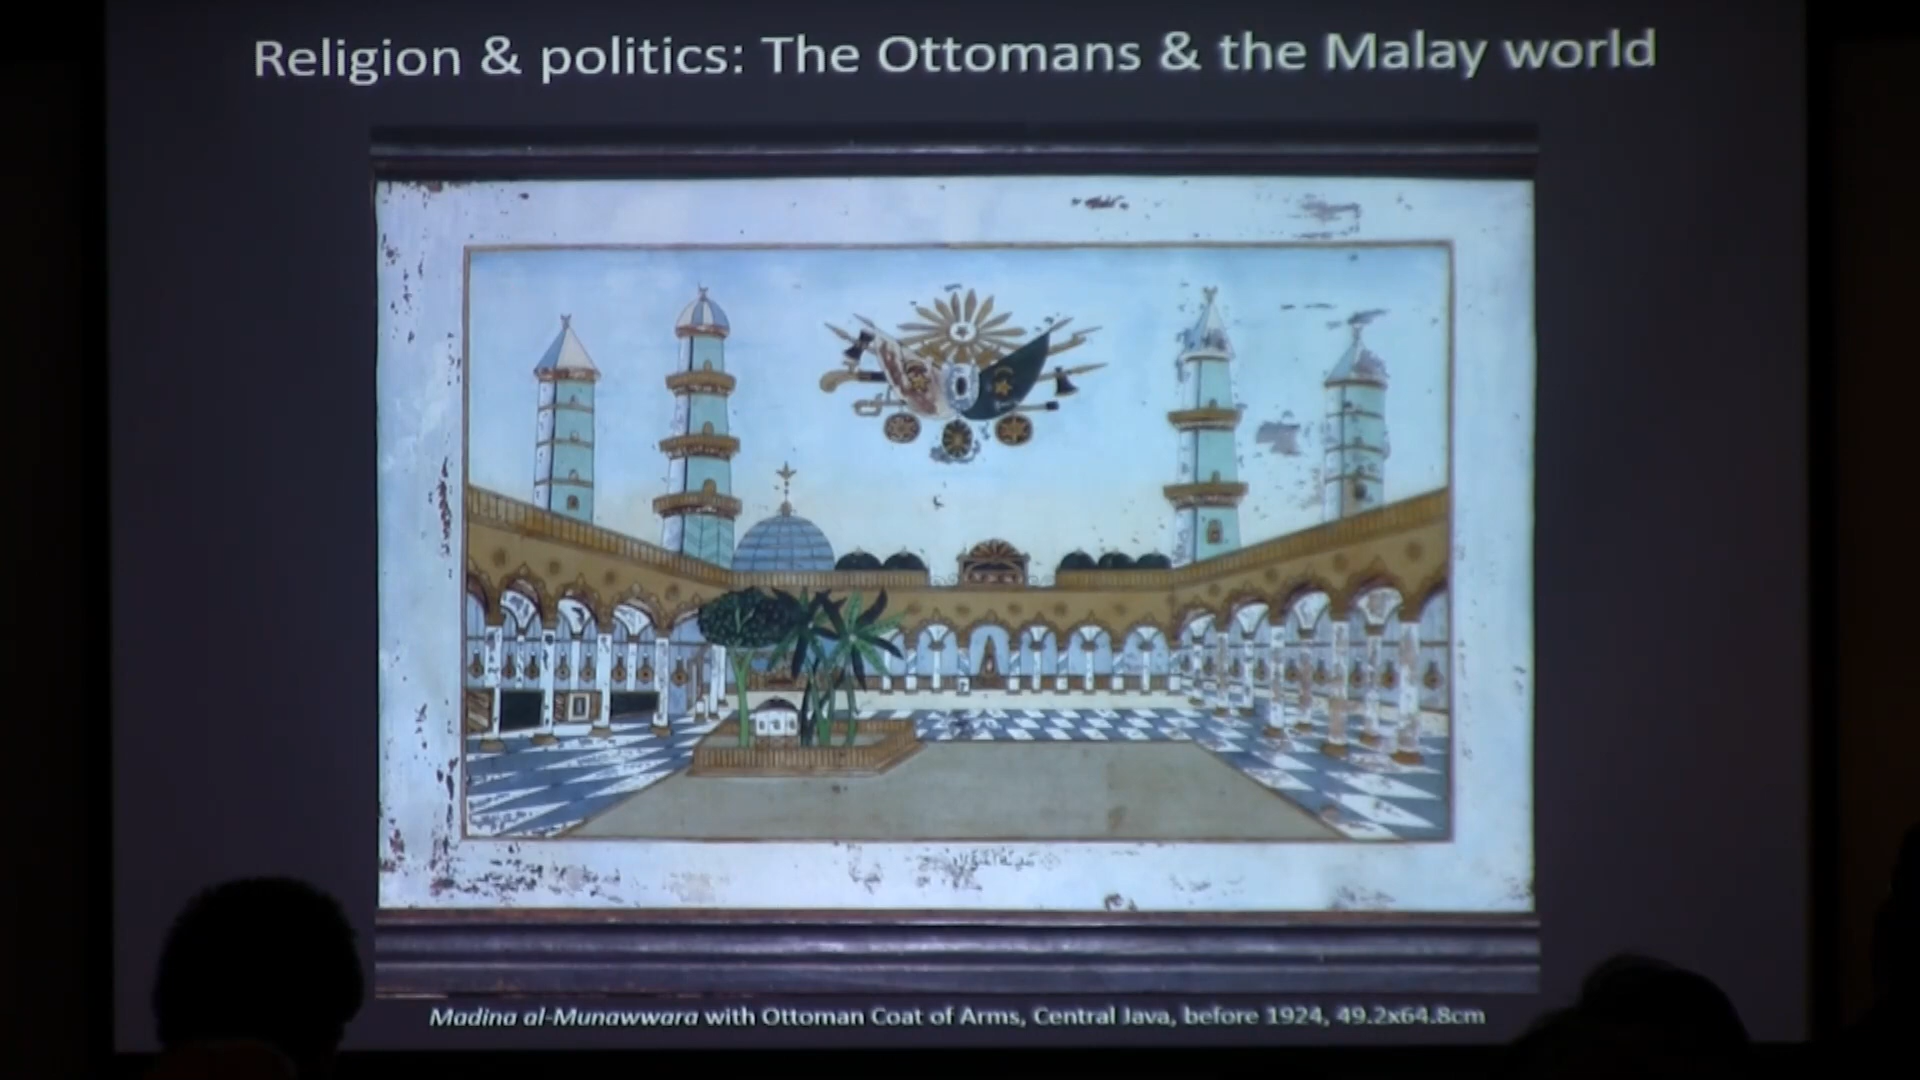 Religion & politics: The Ottomans & the Malay world
Madina al-Munawwara with Ottoman Coat of Arms, Central Java, before 1924, 49.2x64.8cm